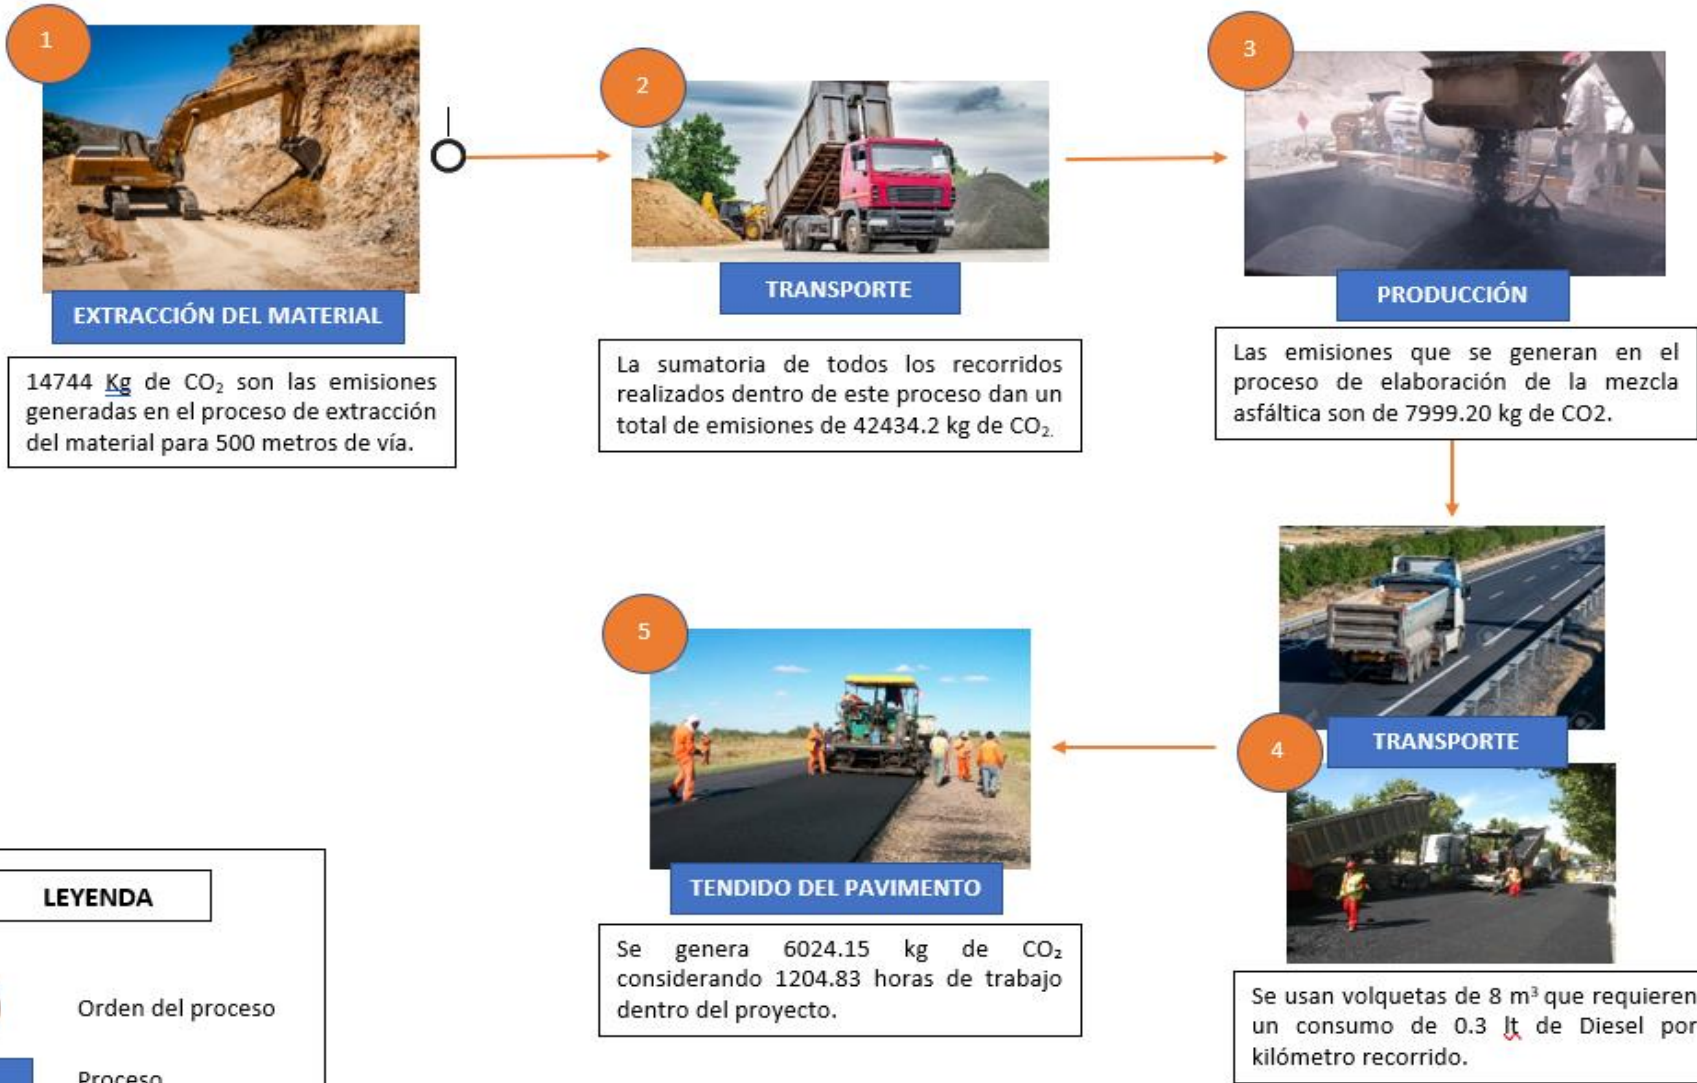 1
EXTRACCIÓN DEL MATERIAL
14744 Kg de CO₂ son las emisiones
generadas en el proceso de extracción
del material para 500 metros de vía.
2
TRANSPORTE
La sumatoria de todos los recorridos
realizados dentro de este proceso dan un
total de emisiones de 42434.2 kg de CO₂.
3
PRODUCCIÓN
Las emisiones que se generan en el
proceso de elaboración de la mezcla
asfáltica son de 7999.20 kg de CO2.
4
TRANSPORTE
Se usan volquetas de 8 m³ que requieren
un consumo de 0.3 lt de Diesel por
kilómetro recorrido.
5
TENDIDO DEL PAVIMENTO
Se genera 6024.15 kg de CO₂
considerando 1204.83 horas de trabajo
dentro del proyecto.
LEYENDA
Orden del proceso
Proceso